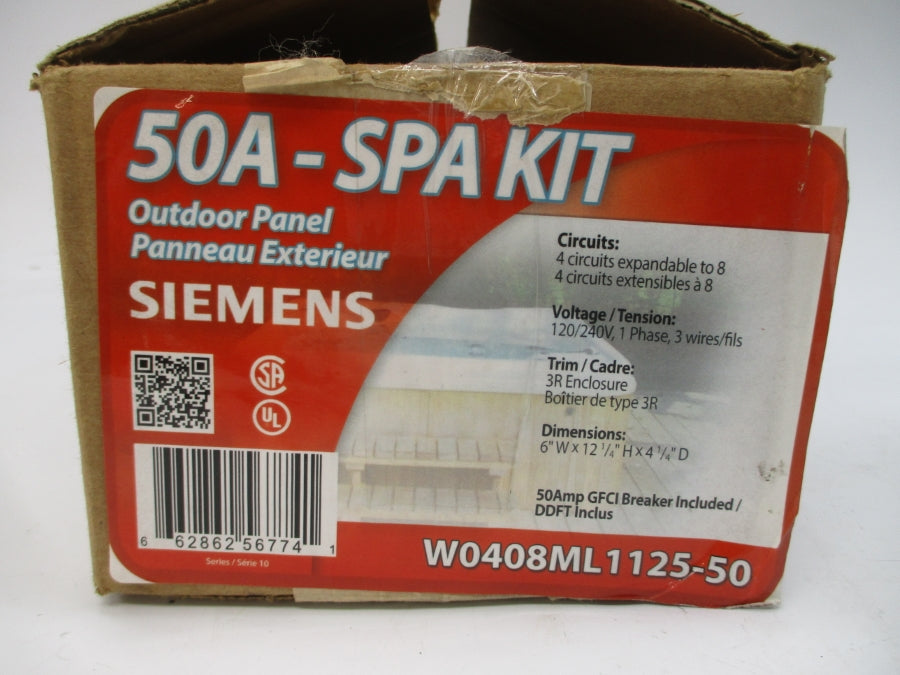 50A - SPA KIT
Outdoor Panel
Panneau Exterieur
SIEMENS
Circuits:
4 circuits expandable to 8
4 circuits extensibles à 8
Voltage / Tension:
120/240V, 1 Phase, 3 wires/fils
Trim / Cadre:
3R Enclosure
Boîtier de type 3R
Dimensions:
6" W x 12 1/4" H x 4 1/4" D
50Amp GFCI Breaker Included /
DDFT Inclus
SA
UL
6 62862 56774 1
Series / Série 10
W0408ML1125-50